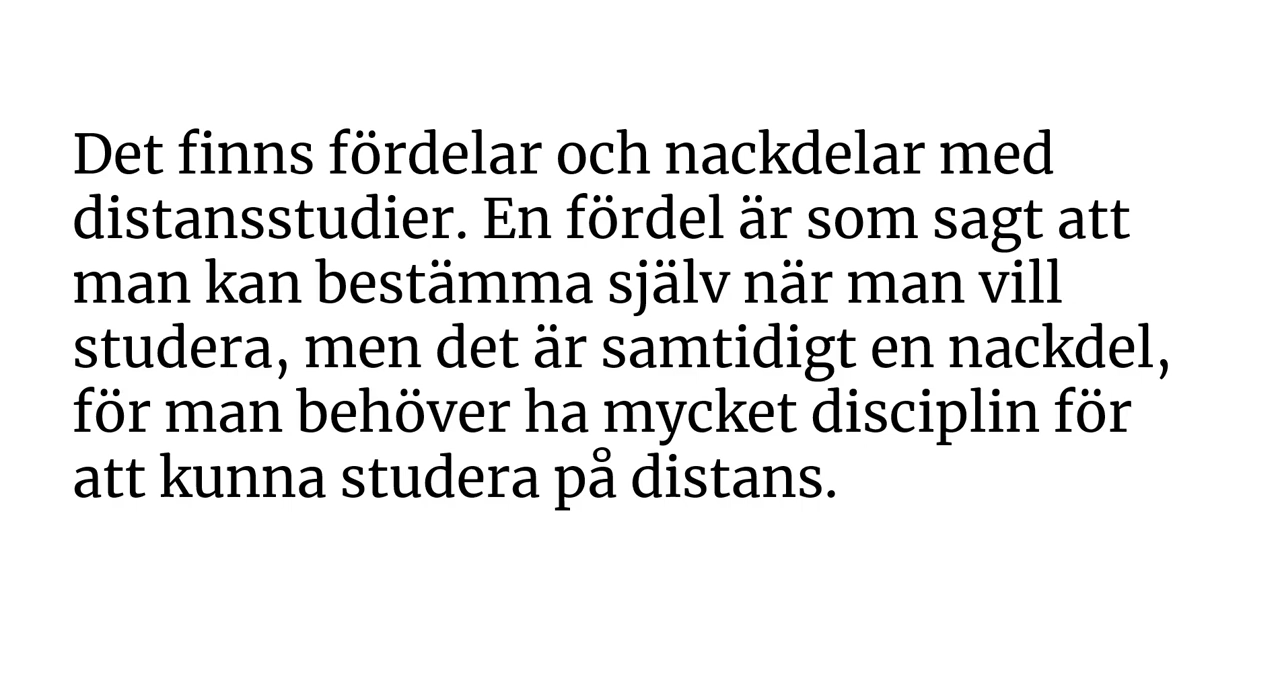 Det finns fördelar och nackdelar med
distansstudier. En fördel är som sagt att
man kan bestämma själv när man vill
studera, men det är samtidigt en nackdel,
för man behöver ha mycket disciplin för
att kunna studera på distans.